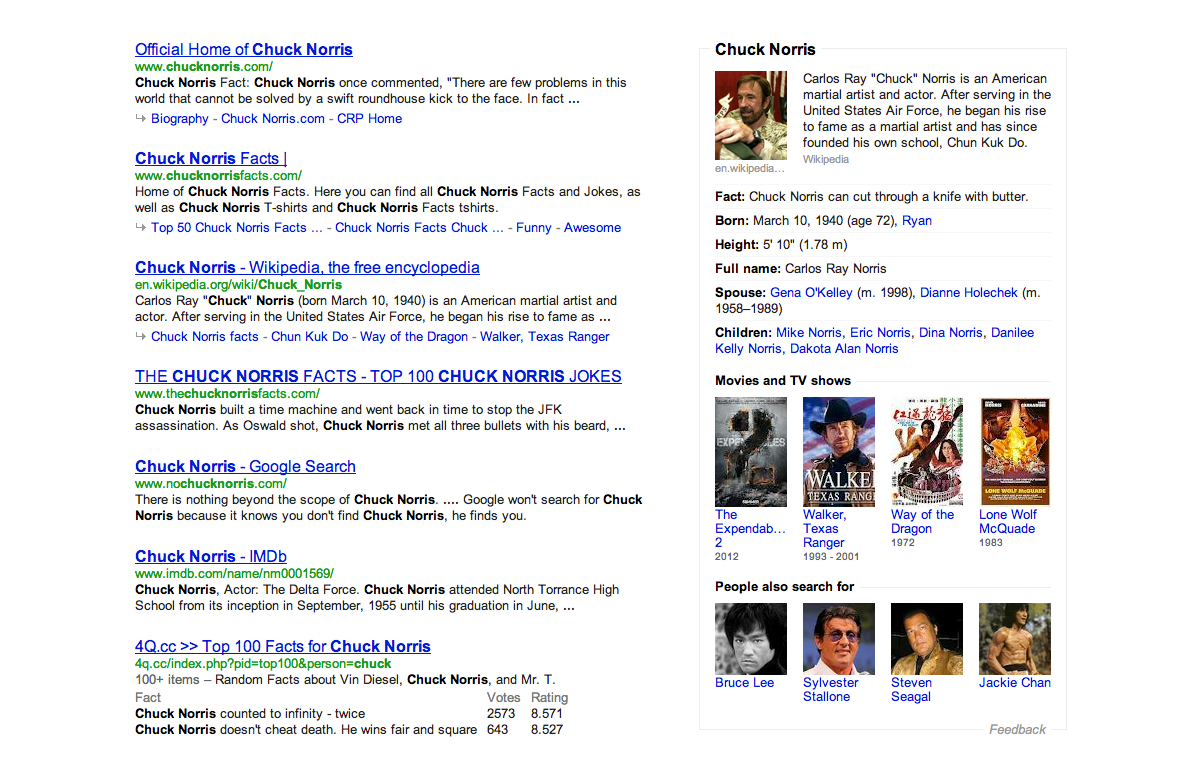 Official Home of Chuck Norris
www.chucknorris.com/
Chuck Norris Fact: Chuck Norris once commented, "There are few problems in this
world that cannot be solved by a swift roundhouse kick to the face. In fact ...
Biography - Chuck Norris.com - CRP Home
Chuck Norris Facts |
www.chucknorrisfacts.com/
Home of Chuck Norris Facts. Here you can find all Chuck Norris Facts and Jokes, as
well as Chuck Norris T-shirts and Chuck Norris Facts tshirts.
Top 50 Chuck Norris Facts ... - Chuck Norris Facts Chuck ... - Funny - Awesome
Chuck Norris - Wikipedia, the free encyclopedia
en.wikipedia.org/wiki/Chuck_Norris
Carlos Ray "Chuck" Norris (born March 10, 1940) is an American martial artist and
actor. After serving in the United States Air Force, he began his rise to fame as ...
Chuck Norris facts - Chun Kuk Do - Way of the Dragon - Walker, Texas Ranger
THE CHUCK NORRIS FACTS - TOP 100 CHUCK NORRIS JOKES
www.thechucknorrisfacts.com/
Chuck Norris built a time machine and went back in time to stop the JFK
assassination. As Oswald shot, Chuck Norris met all three bullets with his beard, ...
Chuck Norris - Google Search
www.nochucknorris.com/
There is nothing beyond the scope of Chuck Norris. .... Google won't search for Chuck
Norris because it knows you don't find Chuck Norris, he finds you.
Chuck Norris - IMDb
www.imdb.com/name/nm0001569/
Chuck Norris, Actor: The Delta Force. Chuck Norris attended North Torrance High
School from its inception in September, 1955 until his graduation in June, ...
4Q.cc >> Top 100 Facts for Chuck Norris
4q.cc/index.php?pid=top100&person=chuck
100+ items – Random Facts about Vin Diesel, Chuck Norris, and Mr. T.
Fact Votes Rating
Chuck Norris counted to infinity - twice 2573 8.571
Chuck Norris doesn't cheat death. He wins fair and square 643 8.527
Chuck Norris
Carlos Ray "Chuck" Norris is an American
martial artist and actor. After serving in the
United States Air Force, he began his rise
to fame as a martial artist and has since
founded his own school, Chun Kuk Do.
Wikipedia
en.wikipedia...
Fact: Chuck Norris can cut through a knife with butter.
Born: March 10, 1940 (age 72), Ryan
Height: 5' 10" (1.78 m)
Full name: Carlos Ray Norris
Spouse: Gena O'Kelley (m. 1998), Dianne Holechek (m.
1958–1989)
Children: Mike Norris, Eric Norris, Dina Norris, Danilee
Kelly Norris, Dakota Alan Norris
Movies and TV shows
WALKER
TEXAS RANG
紅
LONE WOLF McQUADE
The
Expendab...
2
2012
Walker,
Texas
Ranger
1993 - 2001
Way of the
Dragon
1972
Lone Wolf
McQuade
1983
People also search for
Bruce Lee
Sylvester
Stallone
Steven
Seagal
Jackie Chan
Feedback